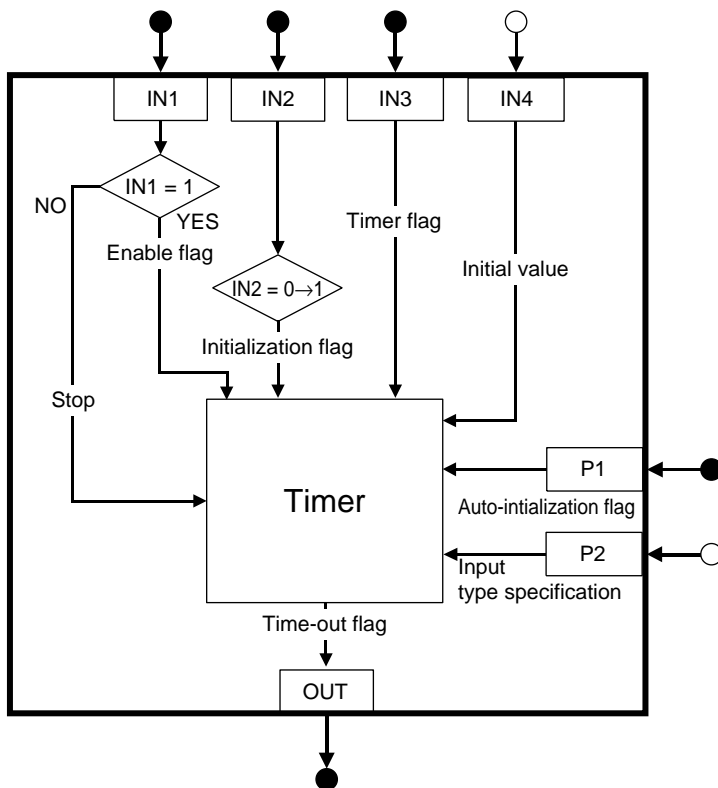 IN1
IN2
IN3
IN4
IN1 = 1
NO
YES
Timer flag
Enable flag
Initial value
IN2 = 0→1
Initialization flag
Stop
Timer
P1
Auto-intialization flag
P2
Input
type specification
Time-out flag
OUT